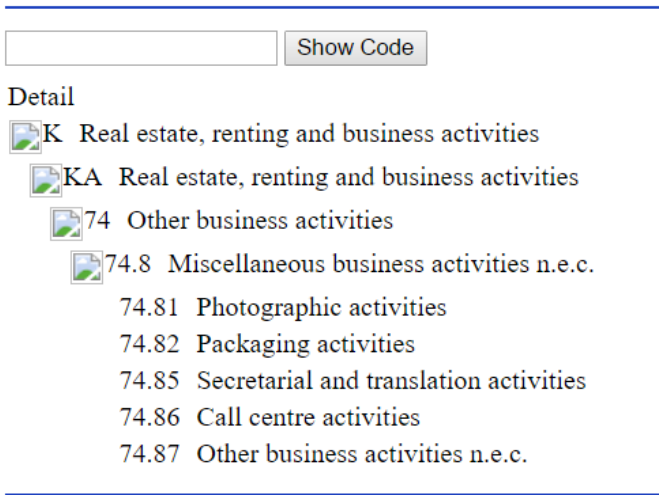 Show Code
Detail
K Real estate, renting and business activities
KA Real estate, renting and business activities
74 Other business activities
74.8 Miscellaneous business activities n.e.c.
74.81 Photographic activities
74.82 Packaging activities
74.85 Secretarial and translation activities
74.86 Call centre activities
74.87 Other business activities n.e.c.